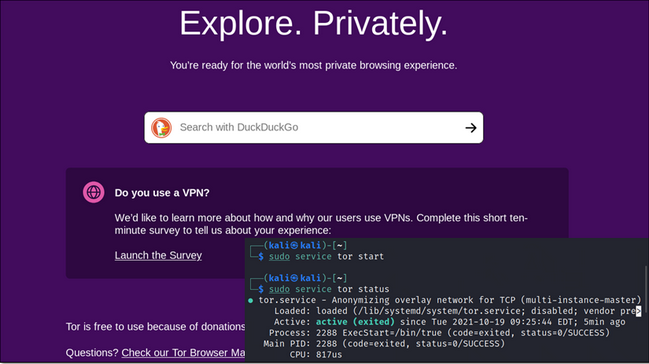 Explore. Privately.
You're ready for the world's most private browsing experience.
Search with DuckDuckGo
Do you use a VPN?
We'd like to learn more about how and why our users use VPNs. Complete this short ten-
minute survey to tell us about your experience:
Launch the Survey
Tor is free to use because of donations
Questions? Check our Tor Browser Ma
┌──(kali㉿kali)-[~]
└─$ sudo service tor start
┌──(kali㉿kali)-[~]
└─$ sudo service tor status
● tor.service - Anonymizing overlay network for TCP (multi-instance-master)
Loaded: loaded (/lib/systemd/system/tor.service; disabled; vendor pre>
Active: active (exited) since Tue 2021-10-19 09:25:44 EDT; 5min ago
Process: 2288 ExecStart=/bin/true (code=exited, status=0/SUCCESS)
Main PID: 2288 (code=exited, status=0/SUCCESS)
CPU: 817us